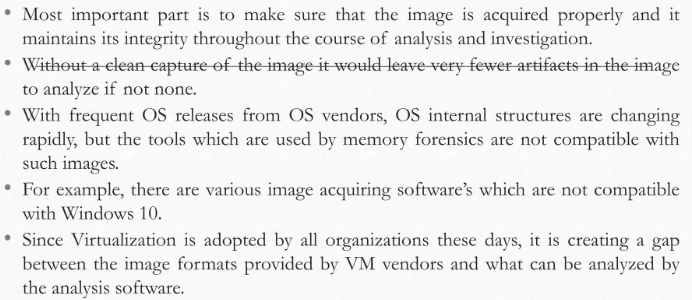 • Most important part is to make sure that the image is acquired properly and it
maintains its integrity throughout the course of analysis and investigation.
• Without a clean capture of the image it would leave very fewer artifacts in the image
to analyze if not none.
• With frequent OS releases from OS vendors, OS internal structures are changing
rapidly, but the tools which are used by memory forensics are not compatible with
such images.
• For example, there are various image acquiring software's which are not compatible
with Windows 10.
• Since Virtualization is adopted by all organizations these days, it is creating a gap
between the image formats provided by VM vendors and what can be analyzed by
the analysis software.